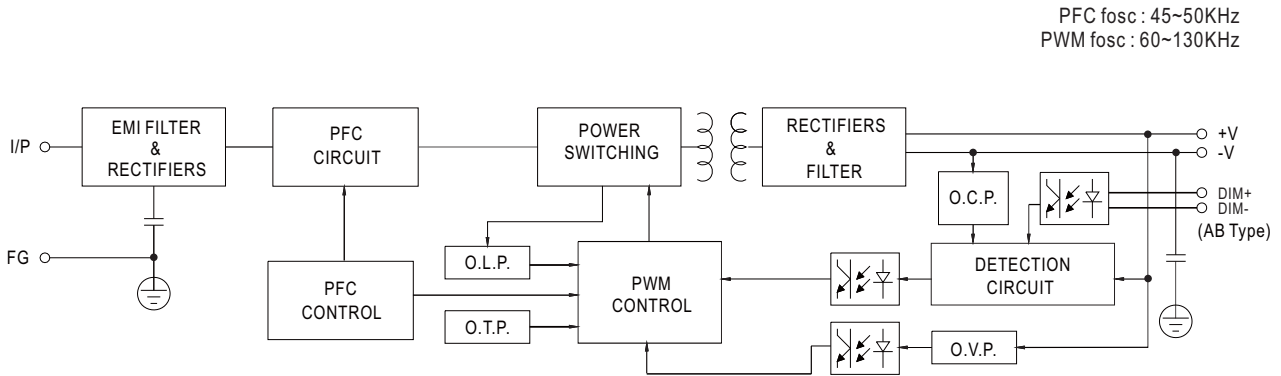 PFC fosc : 45~50KHz
PWM fosc : 60~130KHz
EMI FILTER
&
RECTIFIERS
PFC
CIRCUIT
POWER
SWITCHING
RECTIFIERS
&
FILTER
I/P
+V
-V
O.C.P.
DIM+
DIM-
(AB Type)
FG
O.L.P.
PFC
CONTROL
PWM
CONTROL
DETECTION
CIRCUIT
O.T.P.
O.V.P.